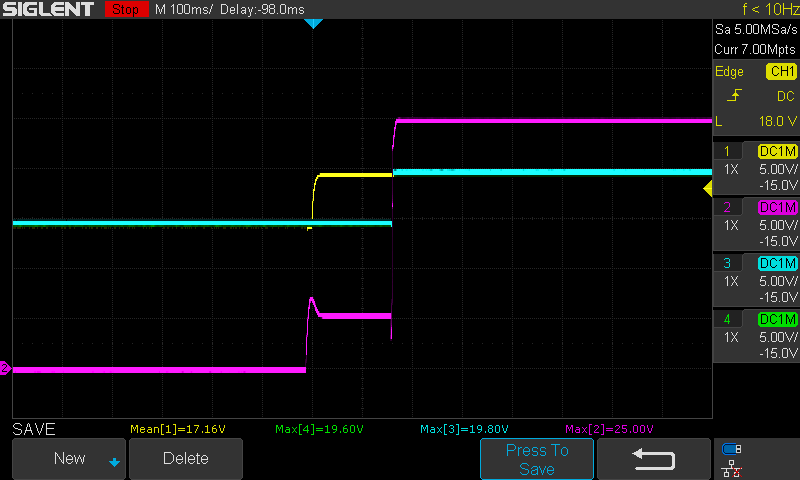 SIGLENT Stop M 100ms/ Delay:-98.0ms f < 10Hz
Sa 5.00MSa/s
Curr 7.00Mpts
Edge CH1
DC
L 18.0 V
1 DC1M
1X 5.00V/
-15.0V
2 DC1M
1X 5.00V/
-15.0V
3 DC1M
1X 5.00V/
-15.0V
4 DC1M
1X 5.00V/
-15.0V
2
SAVE Mean[1]=17.16V Max[4]=19.60V Max[3]=19.80V Max[2]=25.00V
New Delete Press To
Save